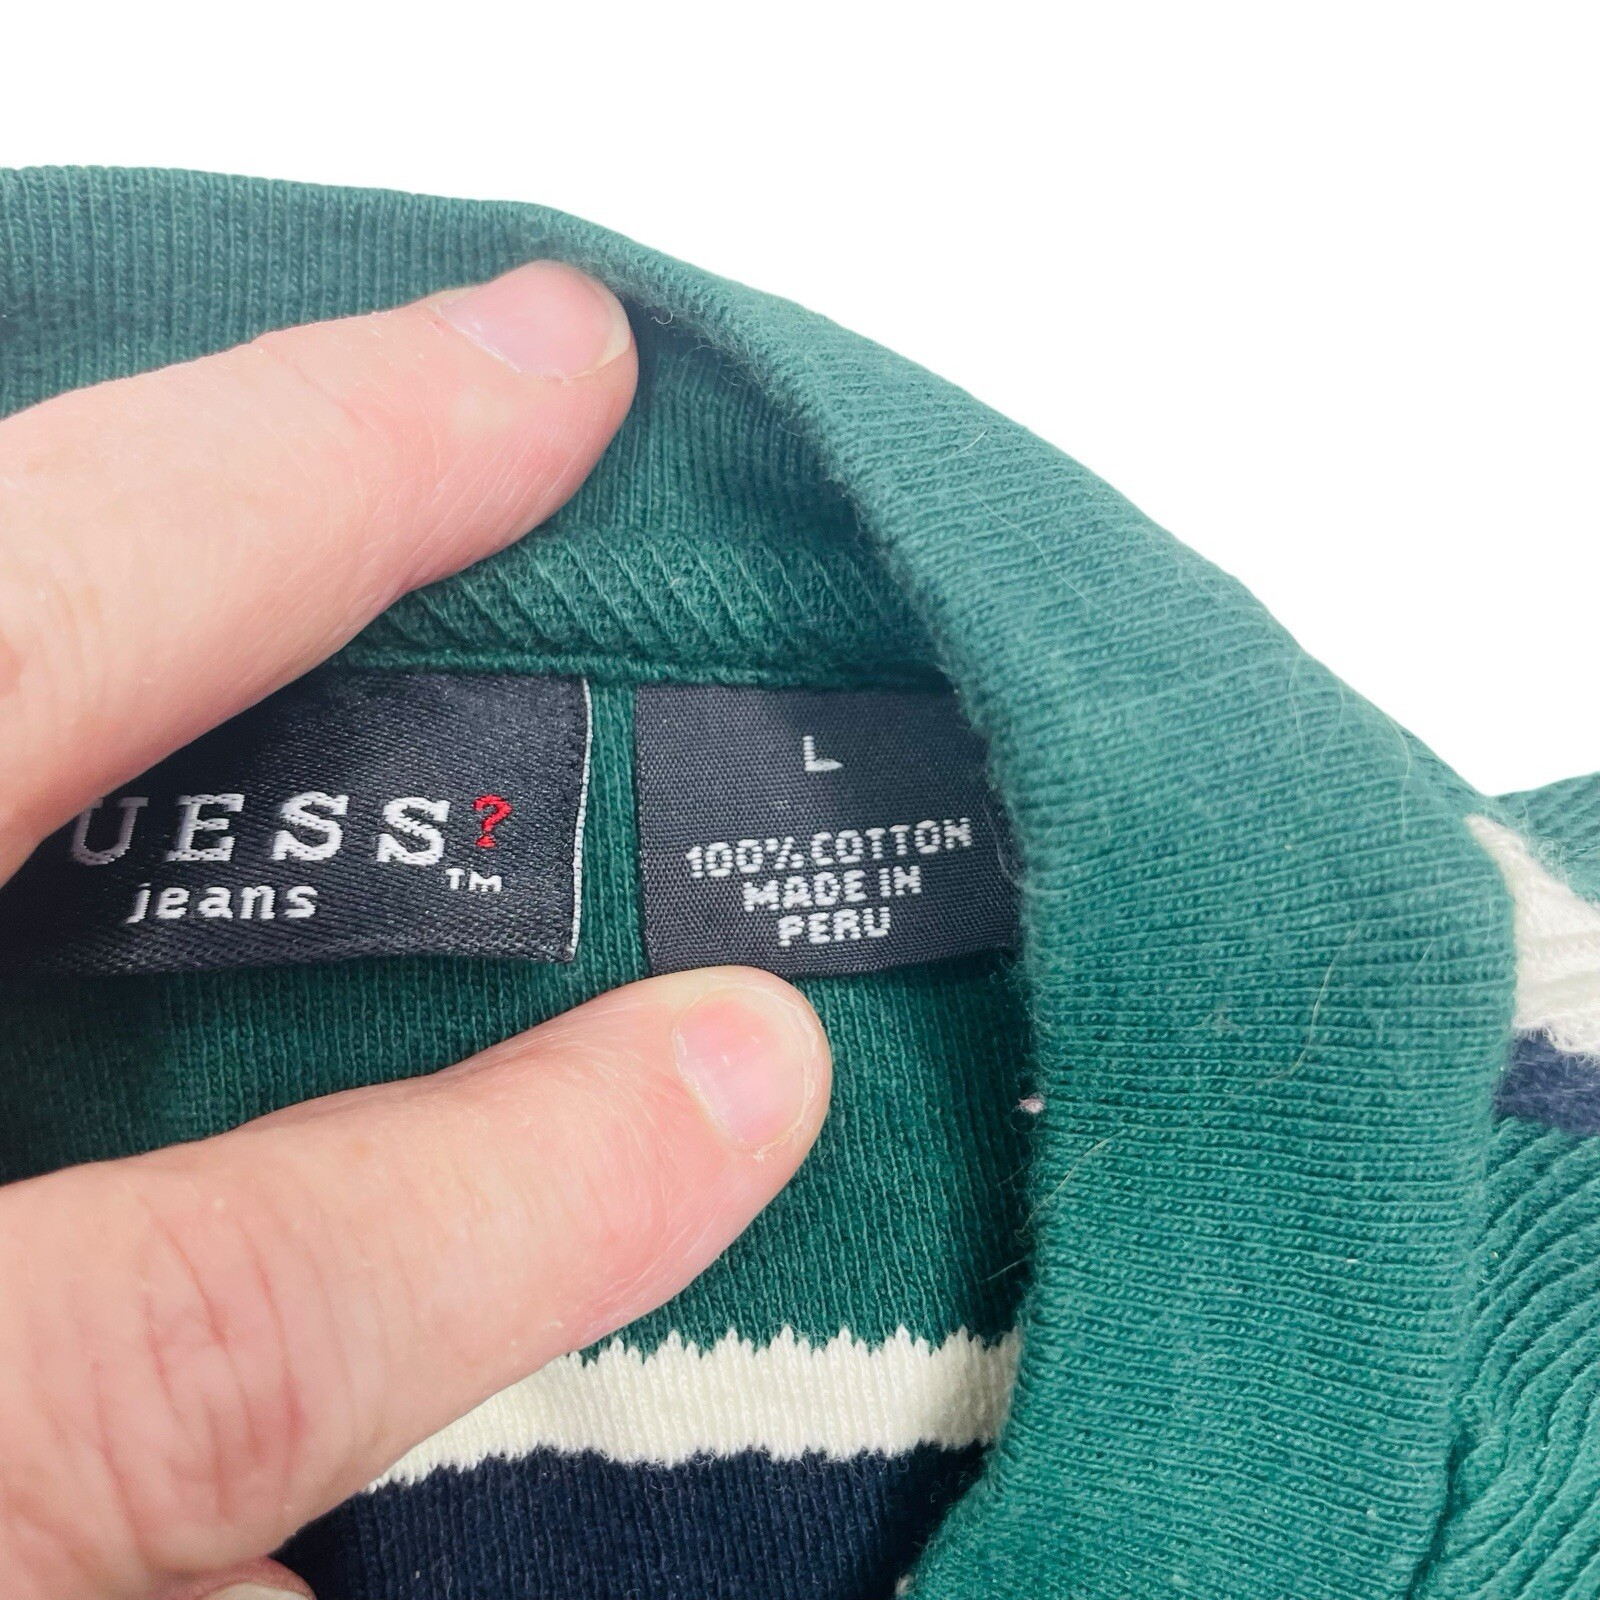 UESS?
TM
jeans
L
100% COTTON
MADE IN
PERU